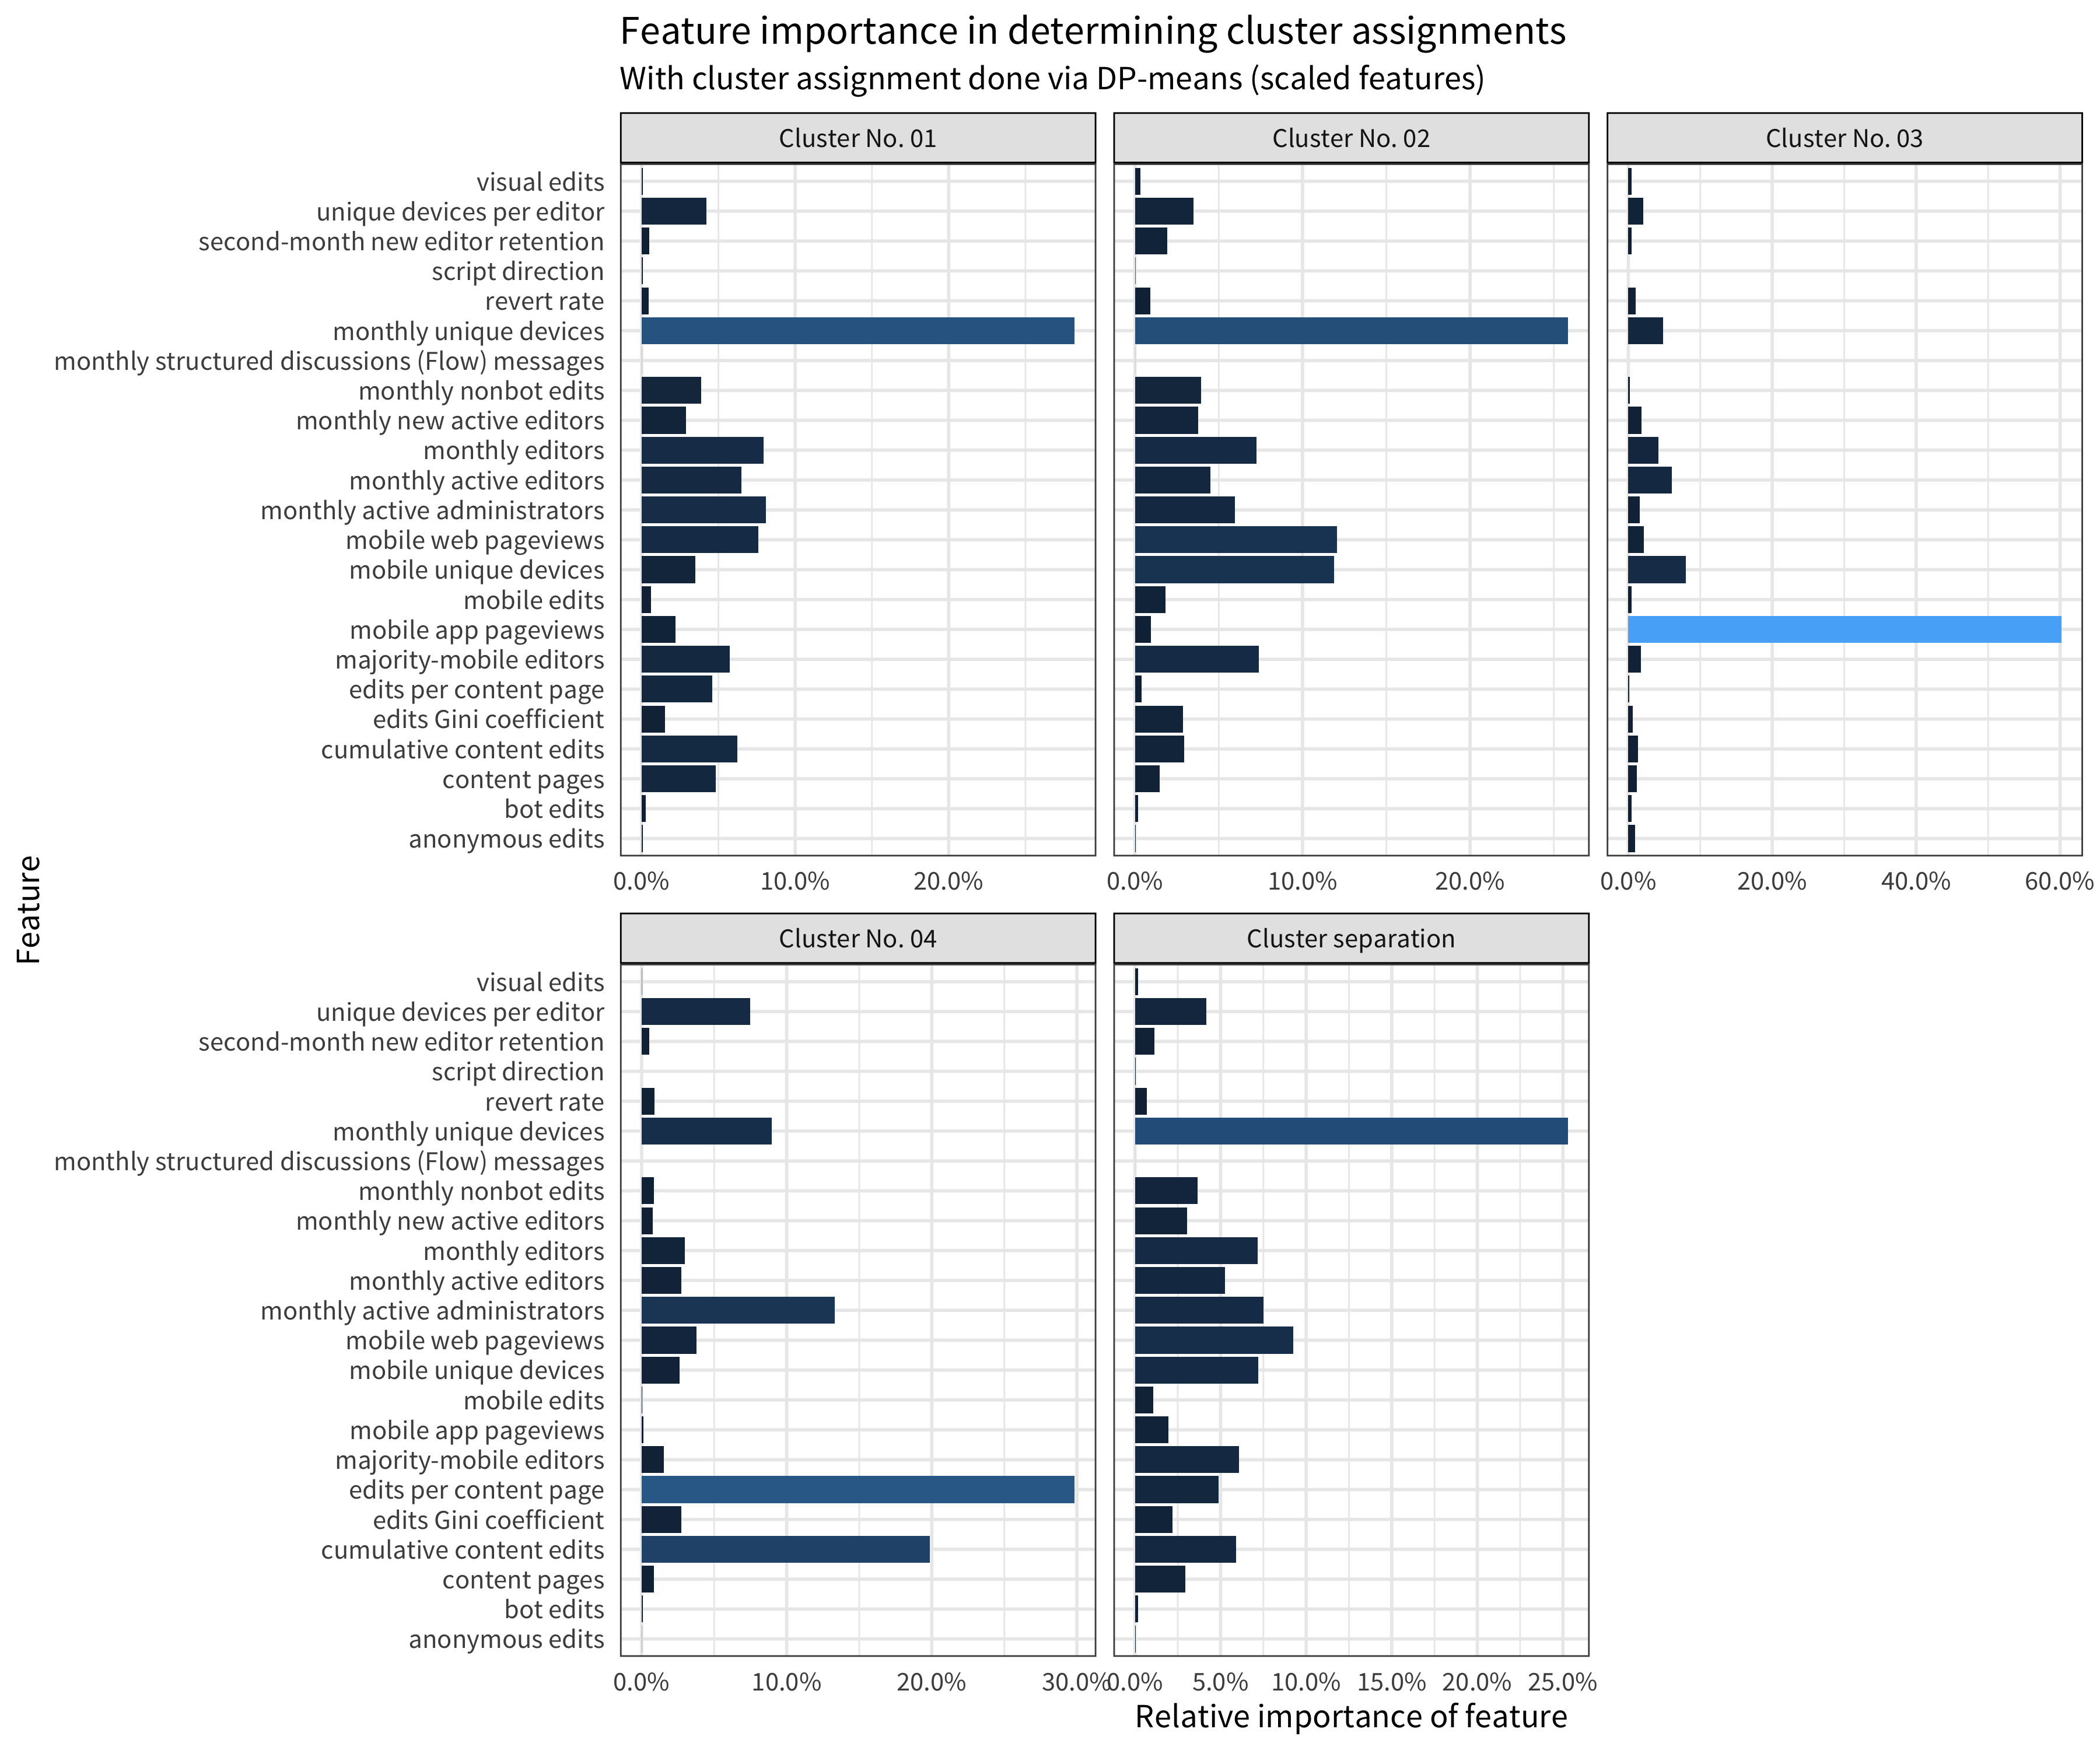 Feature importance in determining cluster assignments
With cluster assignment done via DP-means (scaled features)
Cluster No. 01
Cluster No. 02
Cluster No. 03
visual edits
unique devices per editor
second-month new editor retention
script direction
revert rate
monthly unique devices
monthly structured discussions (Flow) messages
monthly nonbot edits
monthly new active editors
monthly editors
monthly active editors
monthly active administrators
mobile web pageviews
mobile unique devices
mobile edits
mobile app pageviews
majority-mobile editors
edits per content page
edits Gini coefficient
cumulative content edits
content pages
bot edits
anonymous edits
0.0% 10.0% 20.0%
0.0% 10.0% 20.0%
0.0% 20.0% 40.0% 60.0%
Feature
Cluster No. 04
Cluster separation
visual edits
unique devices per editor
second-month new editor retention
script direction
revert rate
monthly unique devices
monthly structured discussions (Flow) messages
monthly nonbot edits
monthly new active editors
monthly editors
monthly active editors
monthly active administrators
mobile web pageviews
mobile unique devices
mobile edits
mobile app pageviews
majority-mobile editors
edits per content page
edits Gini coefficient
cumulative content edits
content pages
bot edits
anonymous edits
0.0% 10.0% 20.0% 30.0%
0.0% 5.0% 10.0% 15.0% 20.0% 25.0%
Relative importance of feature